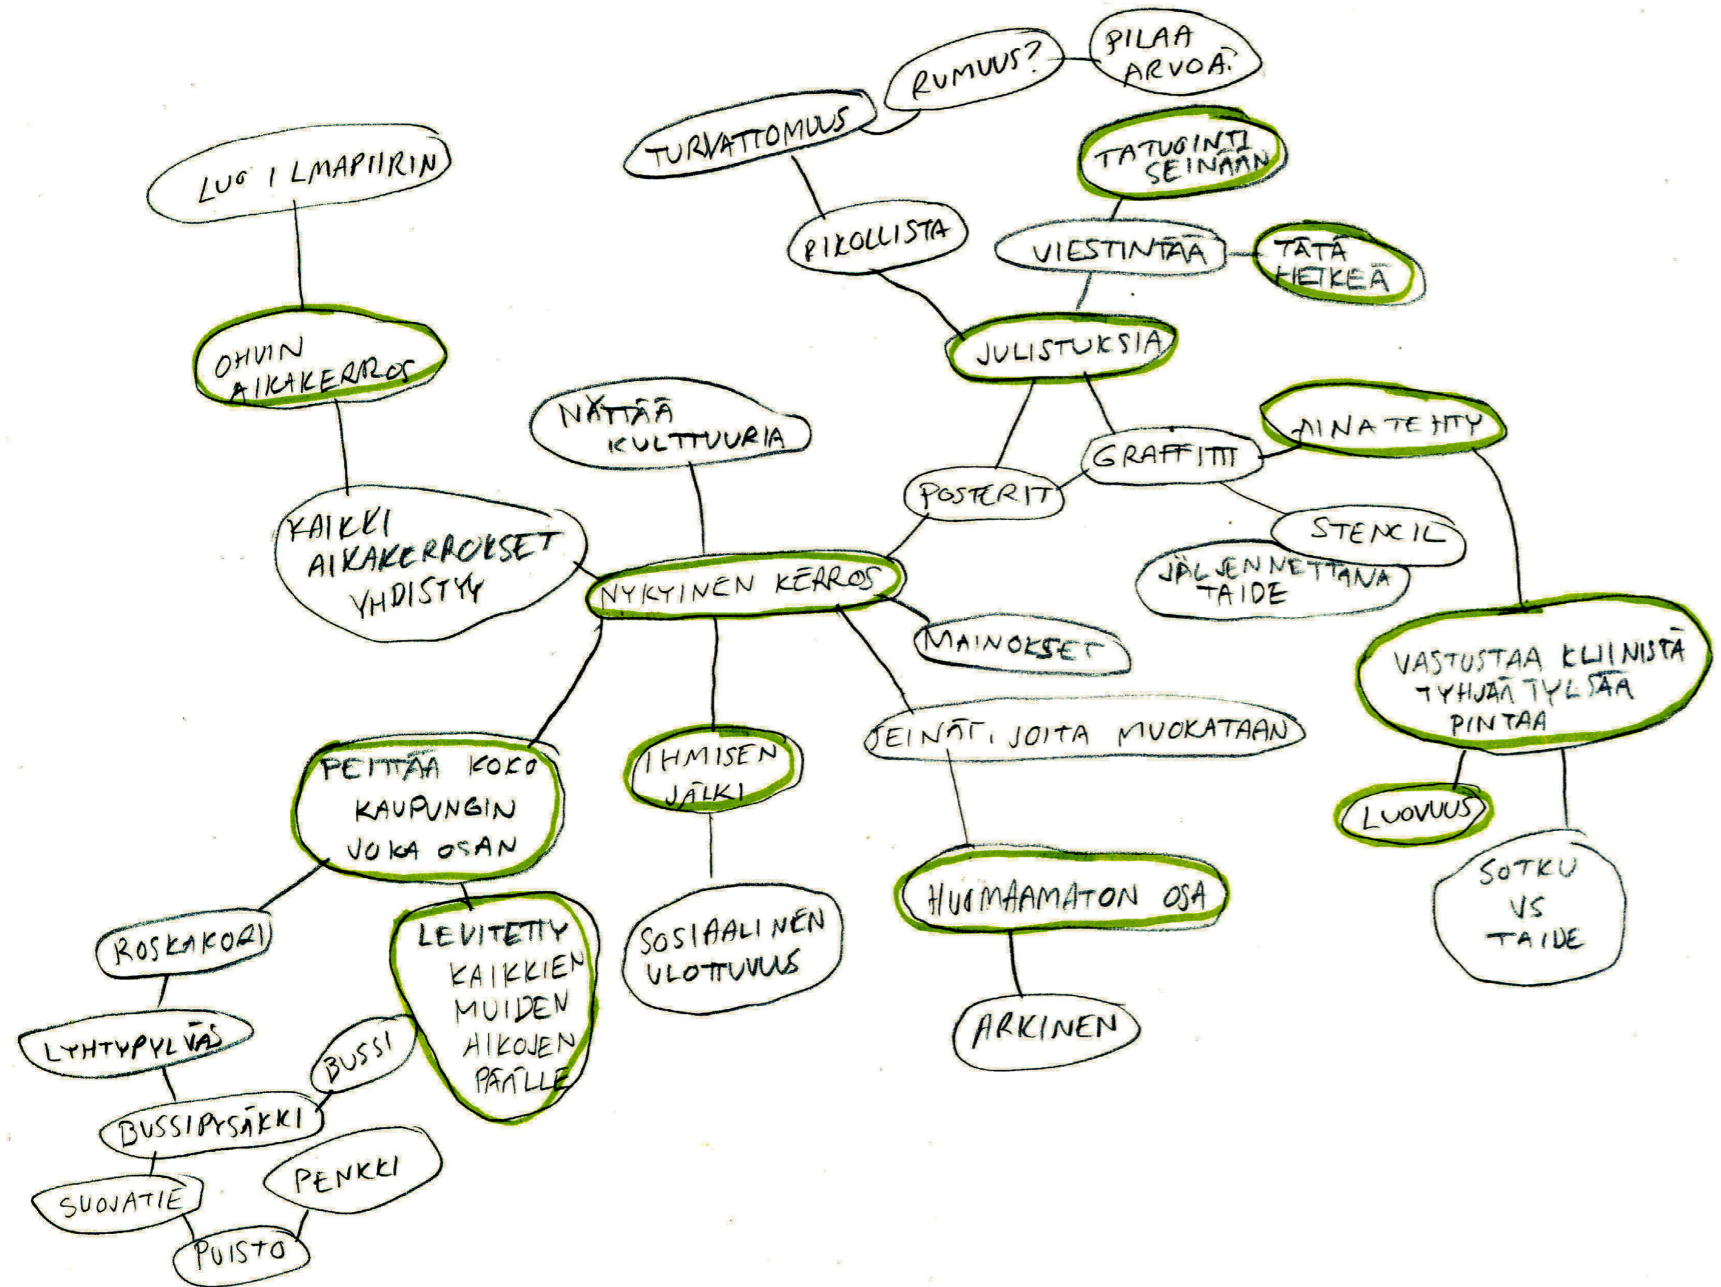 PILAA
ARVOA?
RUMUUS?
TURVATTOMUUS
TATUOINTI
SEINÄÄN
LUO ILMAPIIRIN
RIKOLLISTA
VIESTINTÄÄ
TÄTÄ
HETKEÄ
OHUIN
AIKAKERROS
JULISTUKSIA
NÄYTTÄÄ
KULTTUURIA
AINA TEHTY
GRAFFITIT
POSTERIT
STENCIL
JÄLJENNETTÄNÄ
TAIDE
KAIKKI
AIKAKERROKSET
YHDISTYY
NYKYINEN KERROS
MAINOKSET
VASTUSTAA KLIINISTÄ
TYHJÄÄ TYLSÄÄ
PINTAA
SEINÄT, JOITA MUOKATAAN
PEITTÄÄ KOKO
KAUPUNGIN
JOKA OSAN
IHMISEN
JÄLKI
LUOVUUS
HUOMAAMATON OSA
SOTKU
VS
TAIDE
ROSKAKORI
LEVITETTY
KAIKKIEN
MUIDEN
AIKOJEN
PÄÄLLE
SOSIAALINEN
ULOTTUVUUS
ARKINEN
LYHTYPYLVÄS
BUSSI
BUSSIPYSÄKKI
PENKKI
SUOJATIE
PUISTO